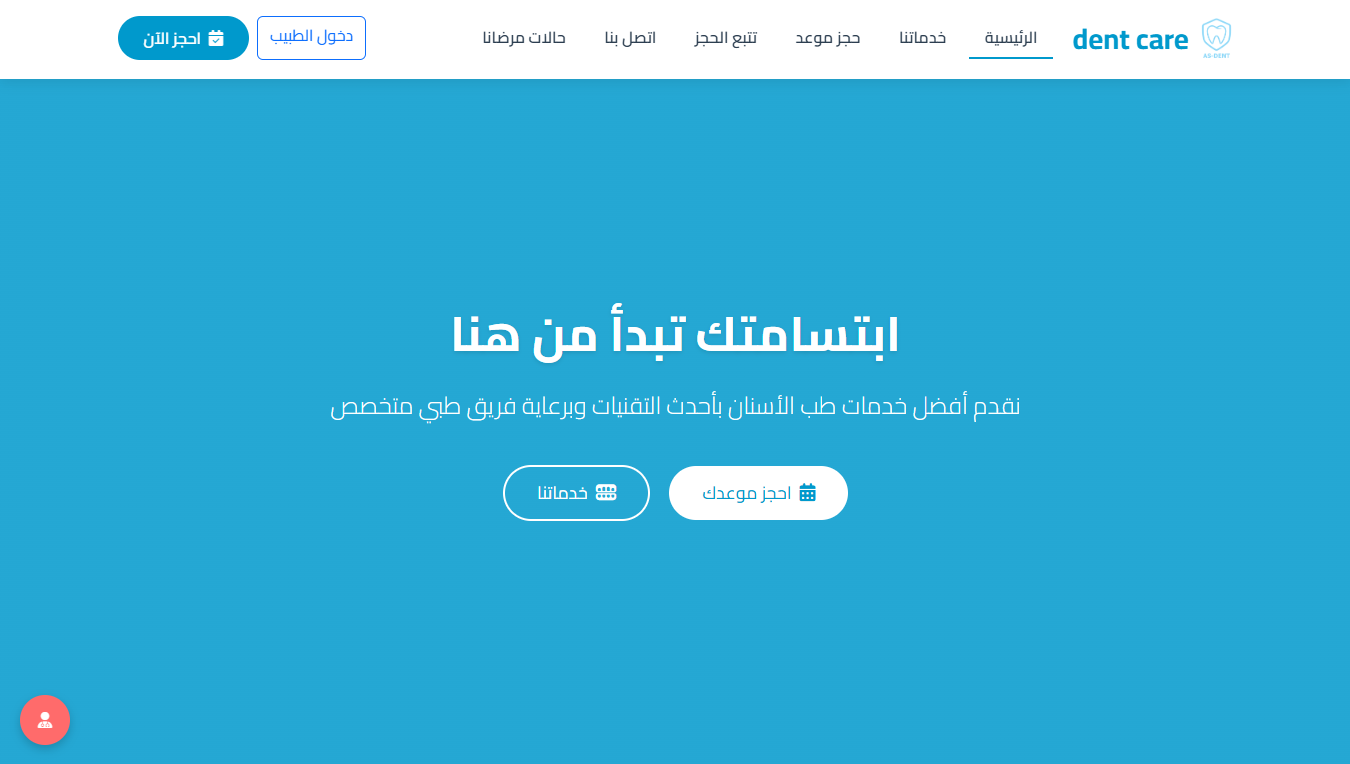 AS-DENT
dent care
الرئيسية
خدماتنا
حجز موعد
تتبع الحجز
اتصل بنا
حالات مرضانا
دخول الطبيب
احجز الآن
ابتسامتك تبدأ من هنا
نقدم أفضل خدمات طب الأسنان بأحدث التقنيات وبرعاية فريق طبي متخصص
احجز موعدك
خدماتنا